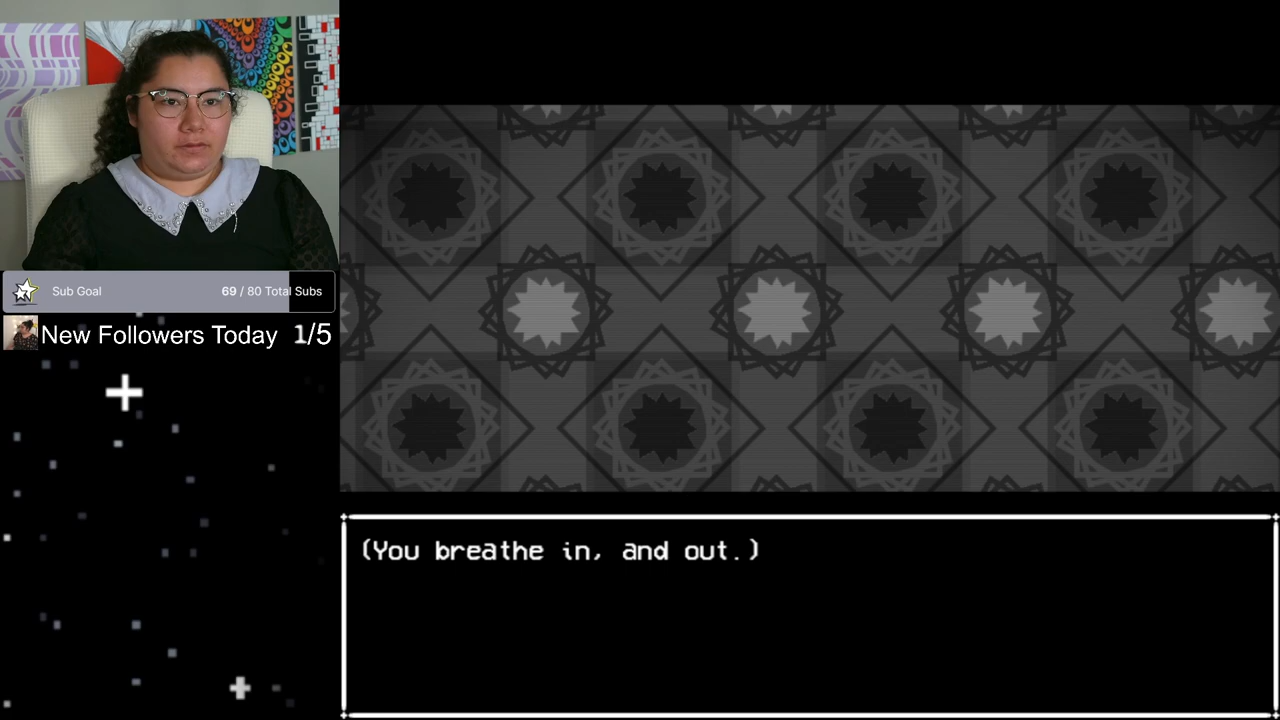 Sub Goal 69 / 80 Total Subs
New Followers Today 1/5
(You breathe in, and out.)